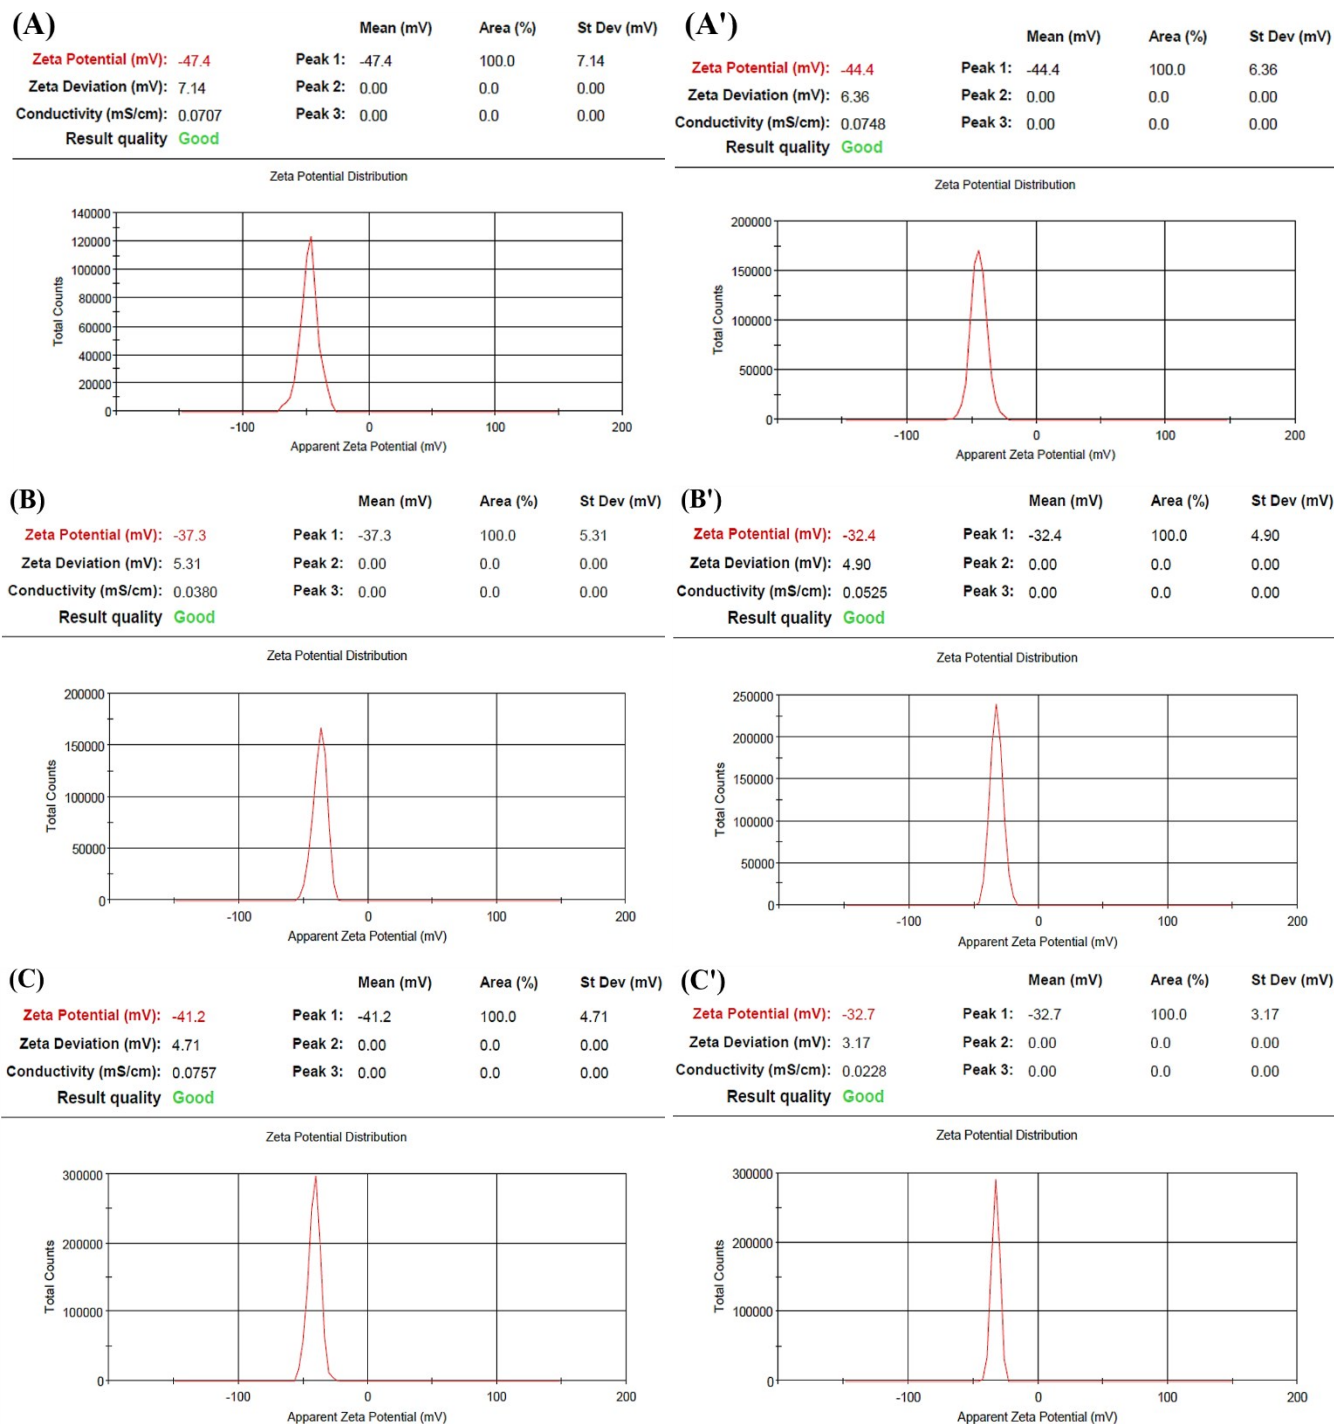 (A)
Mean (mV) Area (%) St Dev (mV)
Zeta Potential (mV): -47.4 Peak 1: -47.4 100.0 7.14
Zeta Deviation (mV): 7.14 Peak 2: 0.00 0.0 0.00
Conductivity (mS/cm): 0.0707 Peak 3: 0.00 0.0 0.00
Result quality Good
Zeta Potential Distribution
140000
120000
100000
80000
60000
40000
20000
0
Total Counts
-100 0 100 200
Apparent Zeta Potential (mV)
(A')
Mean (mV) Area (%) St Dev (mV)
Zeta Potential (mV): -44.4 Peak 1: -44.4 100.0 6.36
Zeta Deviation (mV): 6.36 Peak 2: 0.00 0.0 0.00
Conductivity (mS/cm): 0.0748 Peak 3: 0.00 0.0 0.00
Result quality Good
Zeta Potential Distribution
200000
150000
100000
50000
0
Total Counts
-100 0 100 200
Apparent Zeta Potential (mV)
(B)
Mean (mV) Area (%) St Dev (mV)
Zeta Potential (mV): -37.3 Peak 1: -37.3 100.0 5.31
Zeta Deviation (mV): 5.31 Peak 2: 0.00 0.0 0.00
Conductivity (mS/cm): 0.0380 Peak 3: 0.00 0.0 0.00
Result quality Good
Zeta Potential Distribution
200000
150000
100000
50000
0
Total Counts
-100 0 100 200
Apparent Zeta Potential (mV)
(B')
Mean (mV) Area (%) St Dev (mV)
Zeta Potential (mV): -32.4 Peak 1: -32.4 100.0 4.90
Zeta Deviation (mV): 4.90 Peak 2: 0.00 0.0 0.00
Conductivity (mS/cm): 0.0525 Peak 3: 0.00 0.0 0.00
Result quality Good
Zeta Potential Distribution
250000
200000
150000
100000
50000
0
Total Counts
-100 0 100 200
Apparent Zeta Potential (mV)
(C)
Mean (mV) Area (%) St Dev (mV)
Zeta Potential (mV): -41.2 Peak 1: -41.2 100.0 4.71
Zeta Deviation (mV): 4.71 Peak 2: 0.00 0.0 0.00
Conductivity (mS/cm): 0.0757 Peak 3: 0.00 0.0 0.00
Result quality Good
Zeta Potential Distribution
300000
200000
100000
0
Total Counts
-100 0 100 200
Apparent Zeta Potential (mV)
(C')
Mean (mV) Area (%) St Dev (mV)
Zeta Potential (mV): -32.7 Peak 1: -32.7 100.0 3.17
Zeta Deviation (mV): 3.17 Peak 2: 0.00 0.0 0.00
Conductivity (mS/cm): 0.0228 Peak 3: 0.00 0.0 0.00
Result quality Good
Zeta Potential Distribution
300000
200000
100000
0
Total Counts
-100 0 100 200
Apparent Zeta Potential (mV)